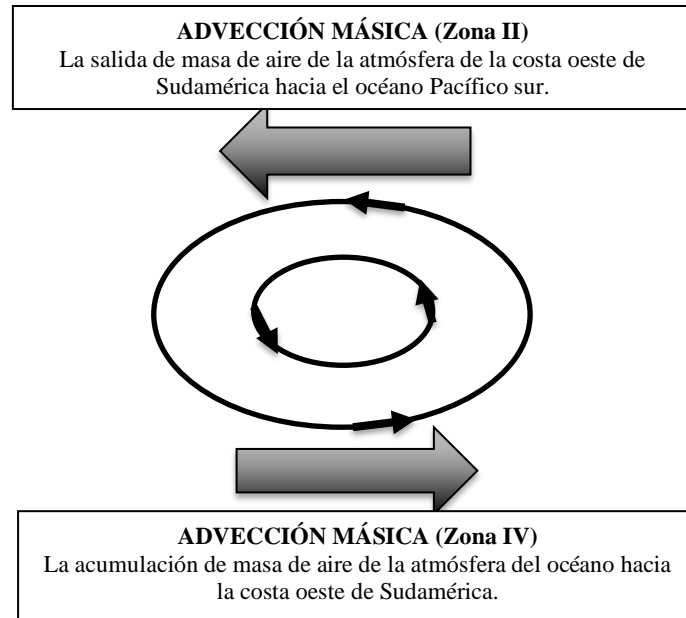 ADVECCIÓN MÁSICA (Zona II)
La salida de masa de aire de la atmósfera de la costa oeste de
Sudamérica hacia el océano Pacífico sur.
ADVECCIÓN MÁSICA (Zona IV)
La acumulación de masa de aire de la atmósfera del océano hacia
la costa oeste de Sudamérica.